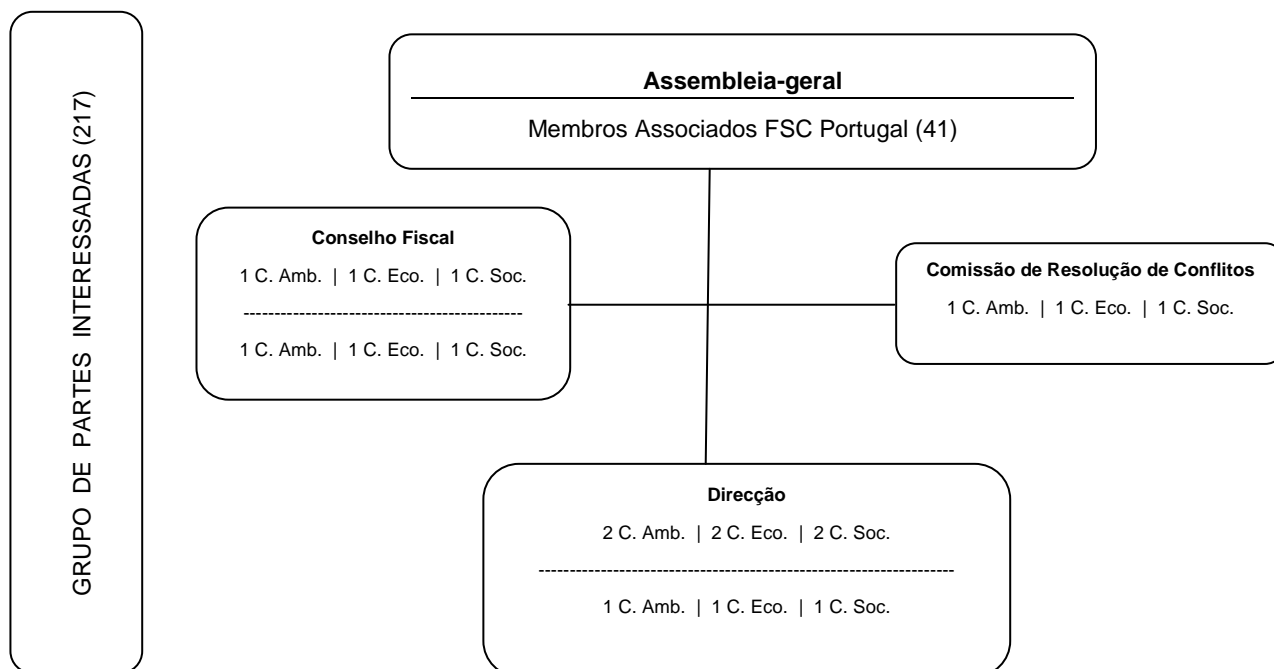 GRUPO DE PARTES INTERESSADAS (217)
Assembleia-geral
Membros Associados FSC Portugal (41)
Conselho Fiscal
1 C. Amb. | 1 C. Eco. | 1 C. Soc.
---------------------------------------------
1 C. Amb. | 1 C. Eco. | 1 C. Soc.
Comissão de Resolução de Conflitos
1 C. Amb. | 1 C. Eco. | 1 C. Soc.
Direcção
2 C. Amb. | 2 C. Eco. | 2 C. Soc.
-------------------------------------------------------------------
1 C. Amb. | 1 C. Eco. | 1 C. Soc.